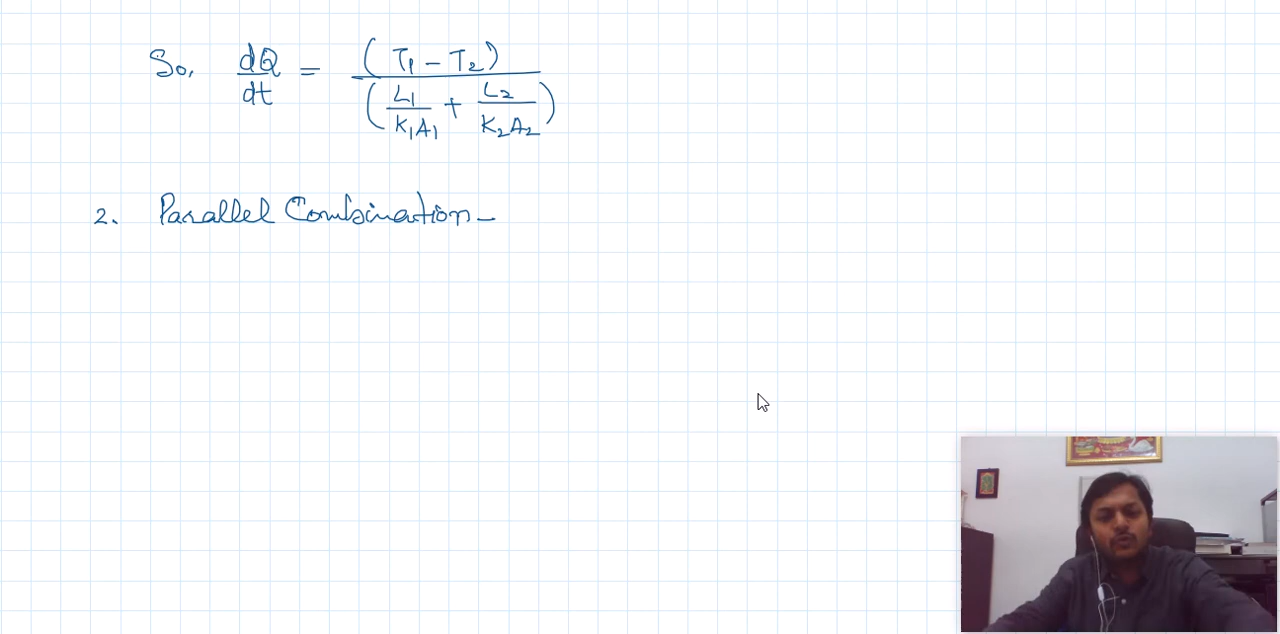 So, dQ/dt = (T₁ - T₂) / (L₁/K₁A₁ + L₂/K₂A₂)
2. Parallel Combination-